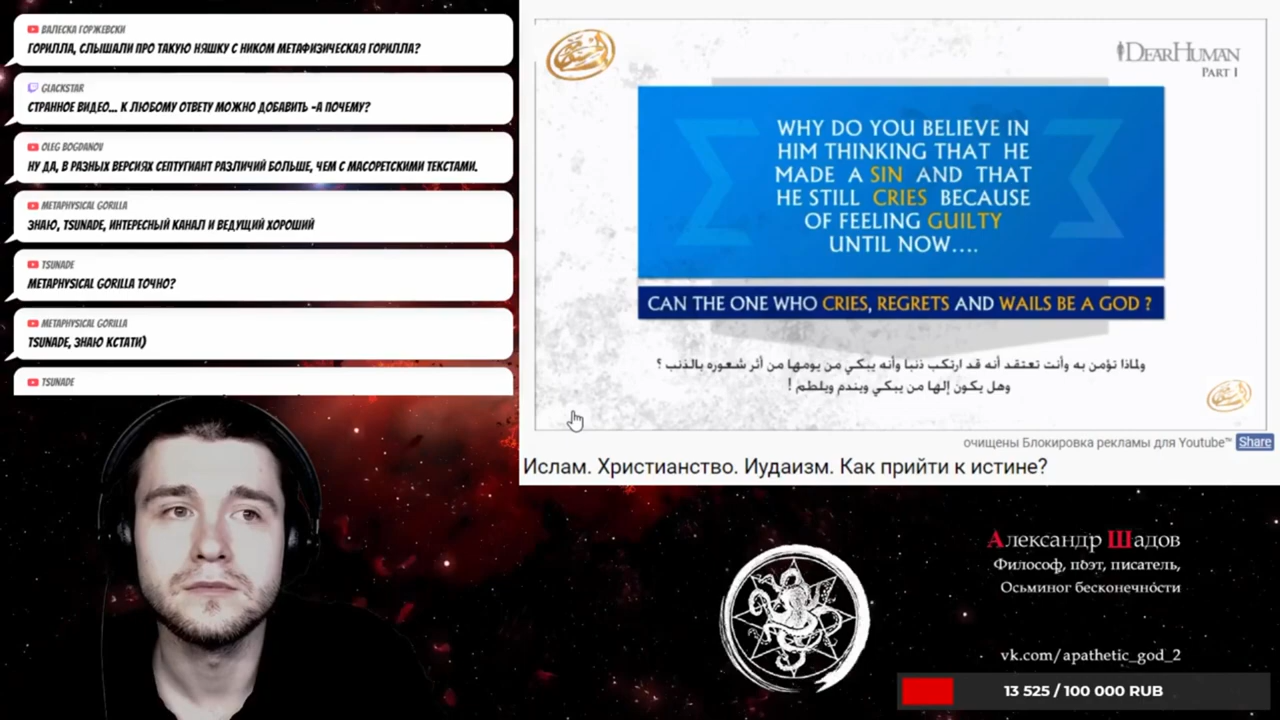 ВАЛЕСКА ГОРЖЕВСКИ
ГОРИЛЛА, СЛЫШАЛИ ПРО ТАКУЮ НЯШКУ С НИКОМ МЕТАФИЗИЧЕСКАЯ ГОРИЛЛА?
GLACKSTAR
СТРАННОЕ ВИДЕО... К ЛЮБОМУ ОТВЕТУ МОЖНО ДОБАВИТЬ -А ПОЧЕМУ?
OLEG BOGDANOV
НУ ДА, В РАЗНЫХ ВЕРСИЯХ СЕПТУГИАНТ РАЗЛИЧИЙ БОЛЬШЕ, ЧЕМ С МАСОРЕТСКИМИ ТЕКСТАМИ.
METAPHYSICAL GORILLA
ЗНАЮ, TSUNADE, ИНТЕРЕСНЫЙ КАНАЛ И ВЕДУЩИЙ ХОРОШИЙ
TSUNADE
METAPHYSICAL GORILLA ТОЧНО?
METAPHYSICAL GORILLA
TSUNADE, ЗНАЮ КСТАТИ)
TSUNADE
DEARHUMAN
PART I
WHY DO YOU BELIEVE IN
HIM THINKING THAT HE
MADE A SIN AND THAT
HE STILL CRIES BECAUSE
OF FEELING GUILTY
UNTIL NOW....
CAN THE ONE WHO CRIES, REGRETS AND WAILS BE A GOD ?
ولماذا تؤمن به وأنت تعتقد أنه قد ارتكب ذنبا وأنه يبكي من يومها من أثر شعوره بالذنب ؟
وهل يكون إلها من يبكي ويندم ويلطم !
очищены Блокировка рекламы для Youtube™ Share
Ислам. Христианство. Иудаизм. Как прийти к истине?
Александр Шадов
Философ, поэт, писатель,
Осьминог бесконечности
vk.com/apathetic_god_2
13 525 / 100 000 RUB